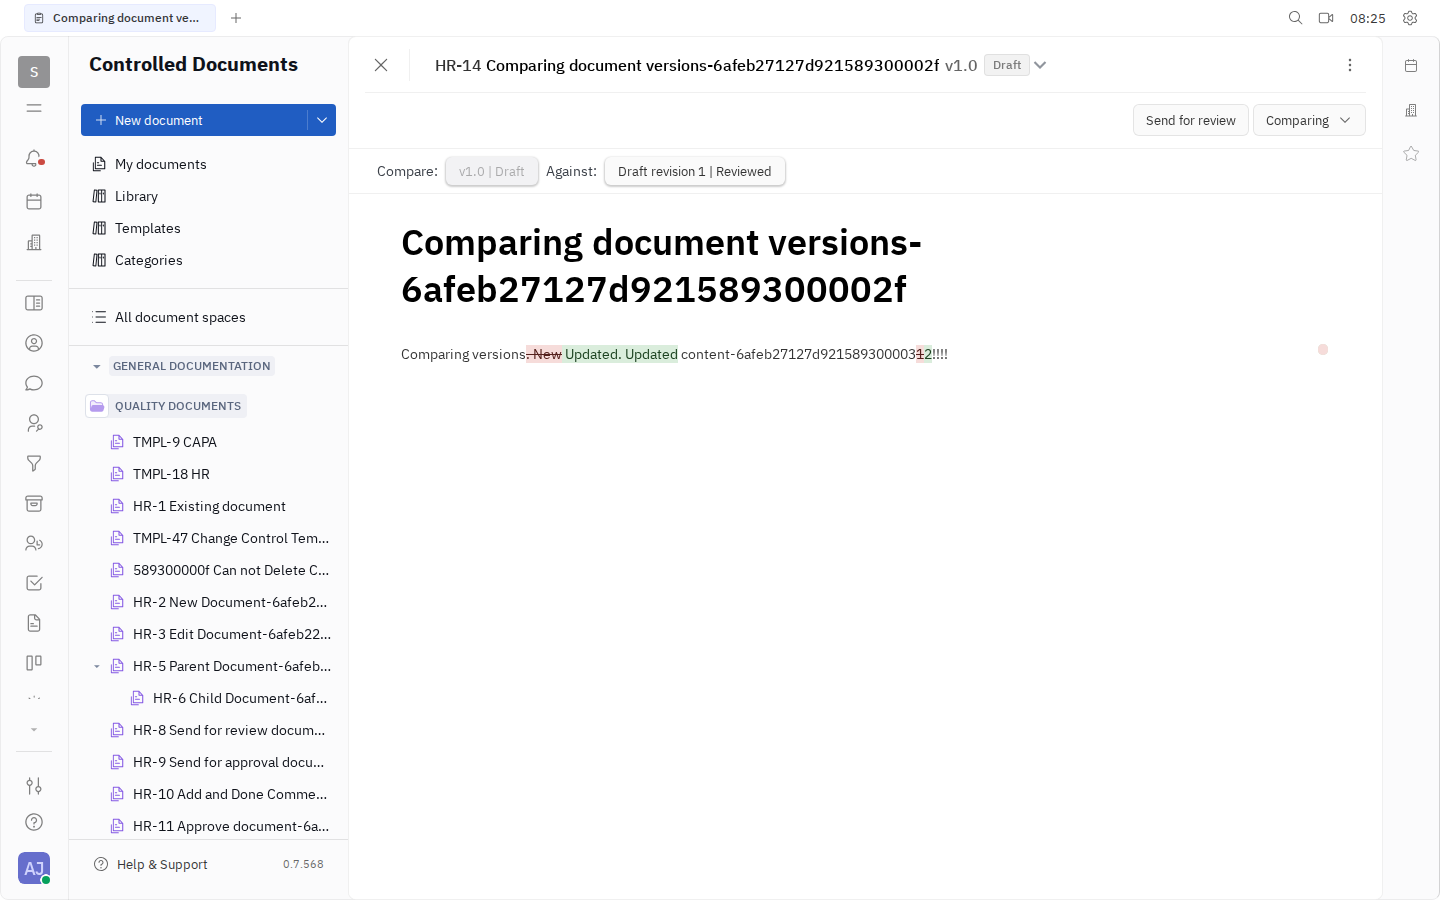 Comparing document ve...
08:25
S
Controlled Documents
New document
My documents
Library
Templates
Categories
All document spaces
GENERAL DOCUMENTATION
QUALITY DOCUMENTS
TMPL-9 CAPA
TMPL-18 HR
HR-1 Existing document
TMPL-47 Change Control Tem...
589300000f Can not Delete C...
HR-2 New Document-6afeb2...
HR-3 Edit Document-6afeb22...
HR-5 Parent Document-6afeb...
HR-6 Child Document-6af...
HR-8 Send for review docum...
HR-9 Send for approval docu...
HR-10 Add and Done Comme...
HR-11 Approve document-6a...
Help & Support 0.7.568
AJ
HR-14 Comparing document versions-6afeb27127d921589300002f v1.0 Draft
Send for review Comparing
Compare: v1.0 | Draft Against: Draft revision 1 | Reviewed
Comparing document versions-
6afeb27127d921589300002f
Comparing versions. New Updated. Updated content-6afeb27127d92158930000312!!!!